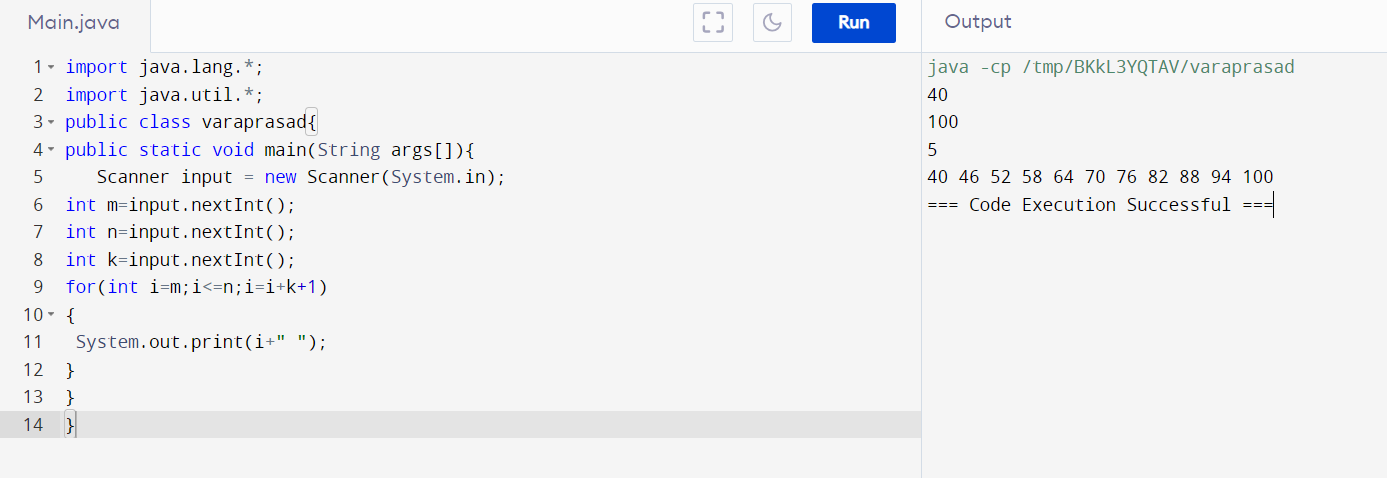 Main.java
Run
Output
1 import java.lang.*;
2 import java.util.*;
3 public class varaprasad{
4 public static void main(String args[]){
5 Scanner input = new Scanner(System.in);
6 int m=input.nextInt();
7 int n=input.nextInt();
8 int k=input.nextInt();
9 for(int i=m;i<=n;i=i+k+1)
10 {
11 System.out.print(i+" ");
12 }
13 }
14 }
java -cp /tmp/BKkL3YQTAV/varaprasad
40
100
5
40 46 52 58 64 70 76 82 88 94 100
=== Code Execution Successful ===